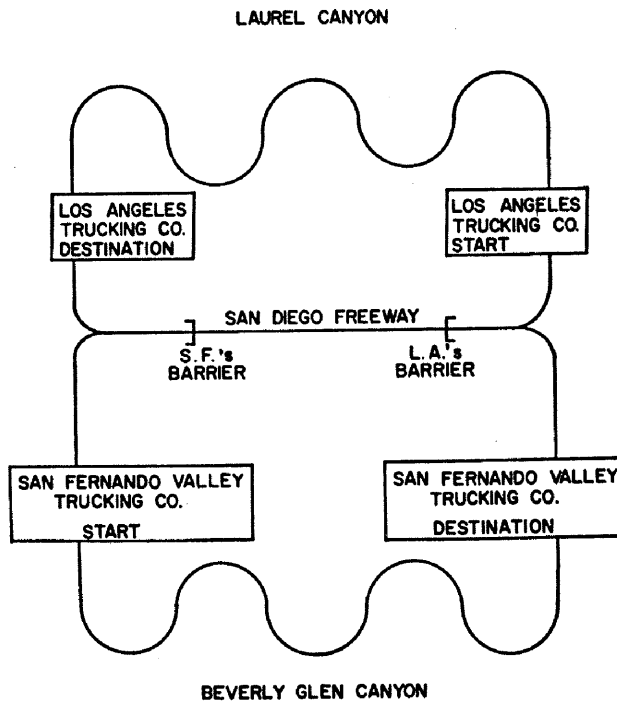 LAUREL CANYON
LOS ANGELES
TRUCKING CO.
DESTINATION
LOS ANGELES
TRUCKING CO.
START
SAN DIEGO FREEWAY
S.F.'s
BARRIER
L.A.'s
BARRIER
SAN FERNANDO VALLEY
TRUCKING CO.
START
SAN FERNANDO VALLEY
TRUCKING CO.
DESTINATION
BEVERLY GLEN CANYON